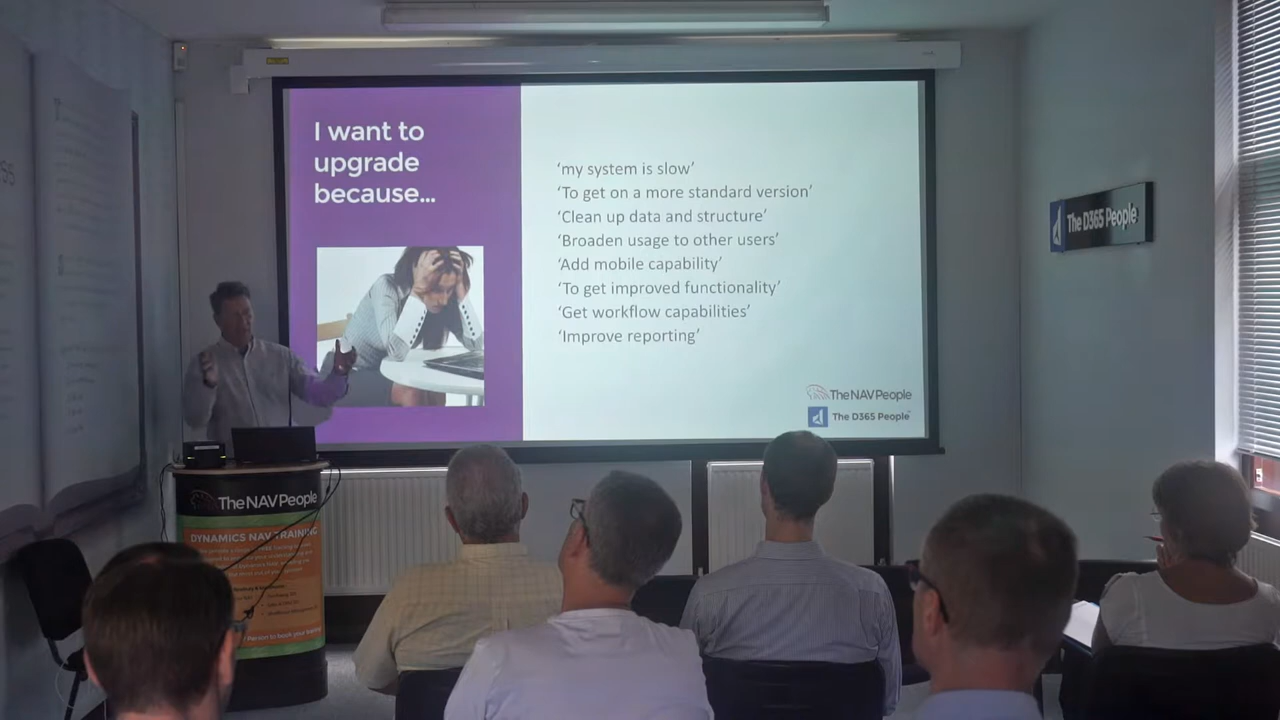 I want to
upgrade
because...
'my system is slow'
'To get on a more standard version'
'Clean up data and structure'
'Broaden usage to other users'
'Add mobile capability'
'To get improved functionality'
'Get workflow capabilities'
'Improve reporting'
TheNAVPeople
The D365 People
The D365 People
TheNAVPeople
DYNAMICS NAV TRAINING